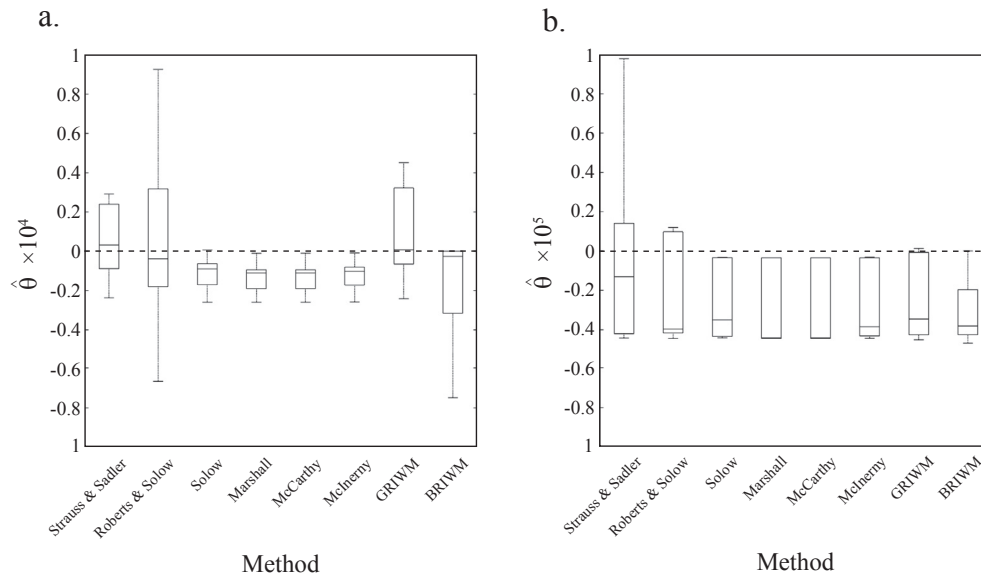 a.
1
0.8
0.6
0.4
0.2
0
-0.2
-0.4
-0.6
-0.8
1
θ̂ ×10⁴
Strauss & Sadler
Roberts & Solow
Solow
Marshall
McCarthy
McInerny
GRIWM
BRIWM
Method
b.
1
0.8
0.6
0.4
0.2
0
-0.2
-0.4
-0.6
-0.8
1
θ̂ ×10⁵
Strauss & Sadler
Roberts & Solow
Solow
Marshall
McCarthy
McInerny
GRIWM
BRIWM
Method